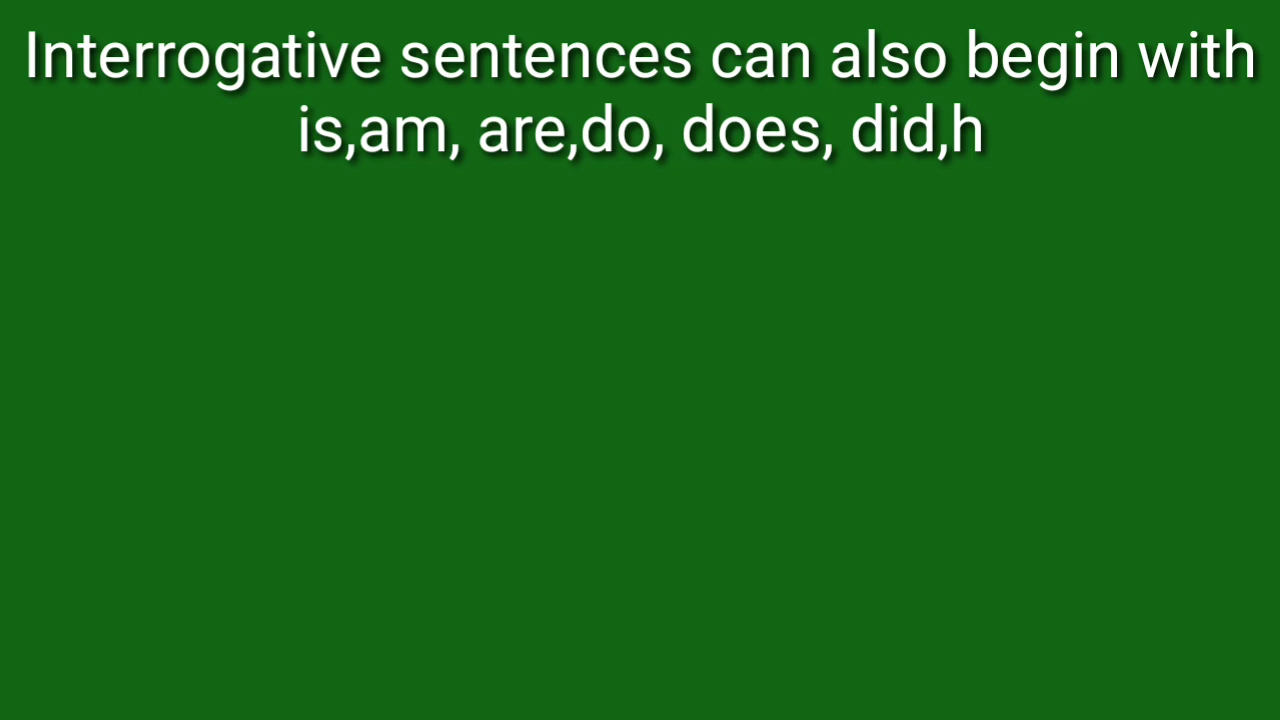 Interrogative sentences can also begin with
is,am, are,do, does, did,h